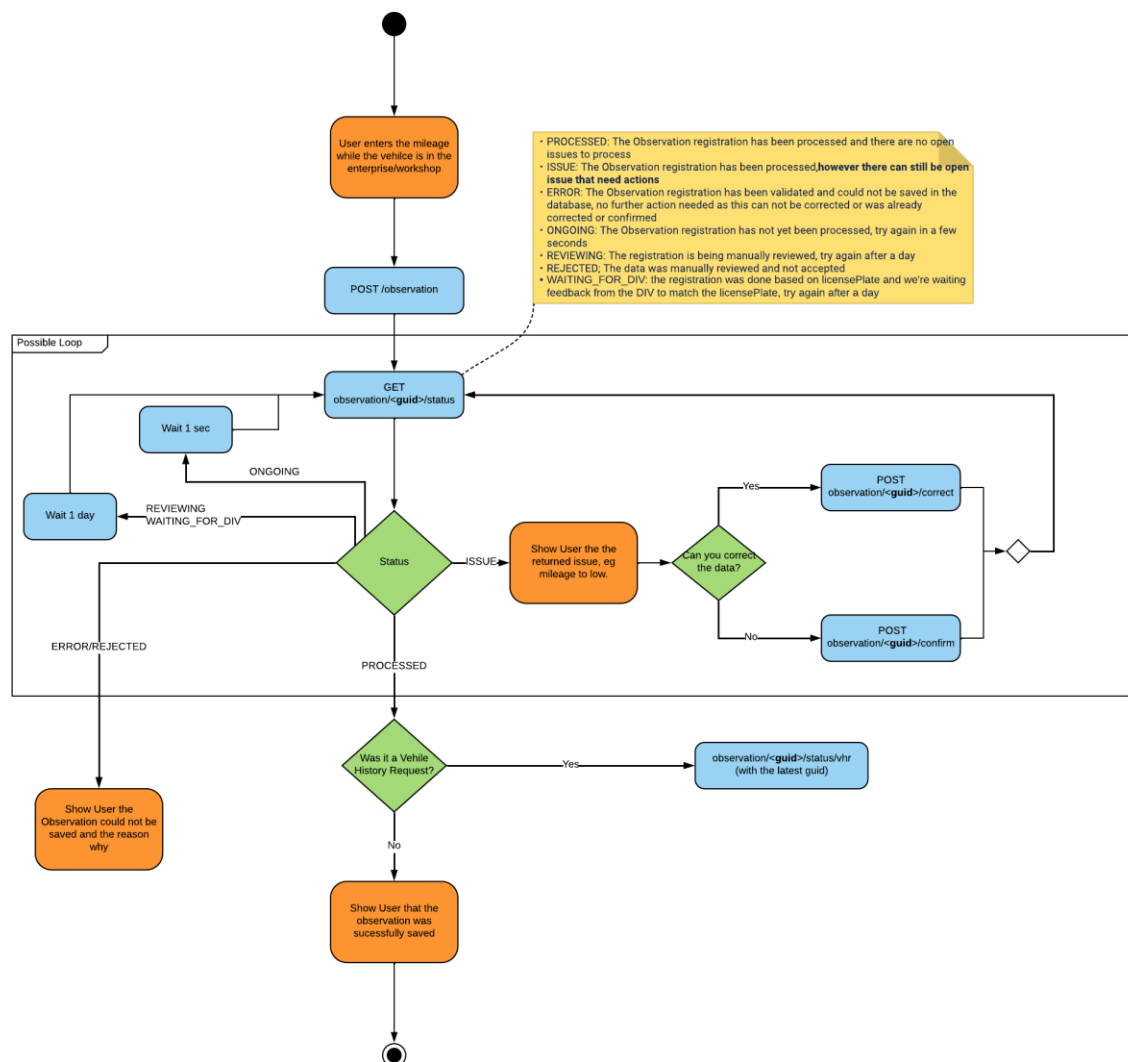 User enters the mileage
while the vehilce is in the
enterprise/workshop
• PROCESSED: The Observation registration has been processed and there are no open
issues to process
• ISSUE: The Observation registration has been processed,however there can still be open
issue that need actions
• ERROR: The Observation registration has been validated and could not be saved in the
database, no further action needed as this can not be corrected or was already
corrected or confirmed
• ONGOING: The Observation registration has not yet been processed, try again in a few
seconds
• REVIEWING: The registration is being manually reviewed, try again after a day
• REJECTED; The data was manually reviewed and not accepted
• WAITING_FOR_DIV: the registration was done based on licensePlate and we're waiting
feedback from the DIV to match the licensePlate, try again after a day
POST /observation
Possible Loop
GET
observation/<guid>/status
Wait 1 sec
ONGOING
Wait 1 day
REVIEWING
WAITING_FOR_DIV
Status
ISSUE
Show User the the
returned issue, eg
mileage to low.
Can you correct
the data?
Yes
POST
observation/<guid>/correct
No
POST
observation/<guid>/confirm
ERROR/REJECTED
PROCESSED
Was it a Vehile
History Request?
Yes
observation/<guid>/status/vhr
(with the latest guid)
Show User the
Observation could not be
saved and the reason
why
No
Show User that the
observation was
sucessfully saved